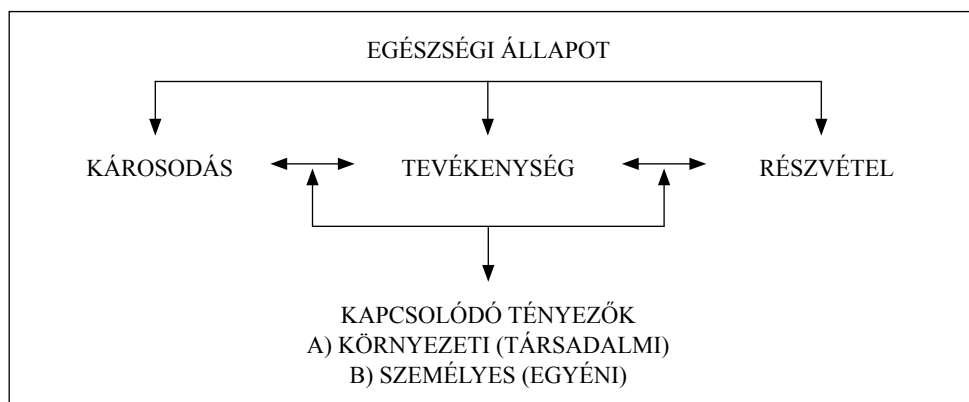 EGÉSZSÉGI ÁLLAPOT
KÁROSODÁS TEVÉKENYSÉG RÉSZVÉTEL
KAPCSOLÓDÓ TÉNYEZŐK
A) KÖRNYEZETI (TÁRSADALMI)
B) SZEMÉLYES (EGYÉNI)